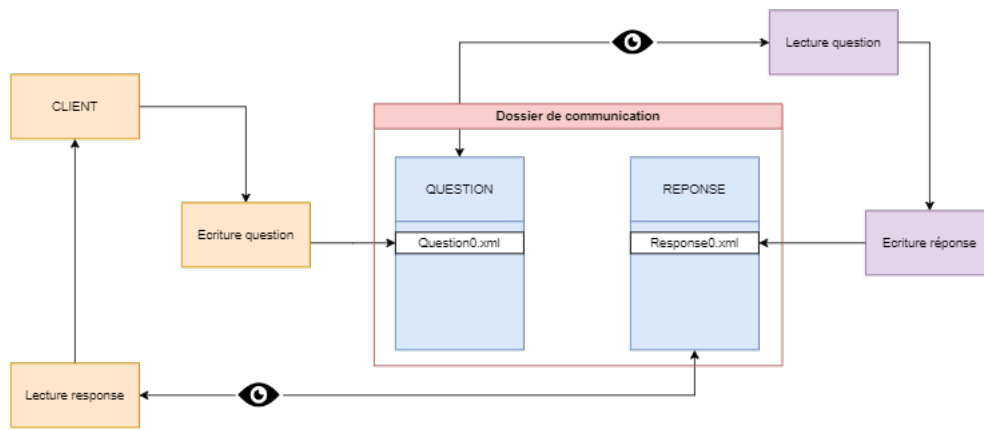 Lecture question
CLIENT
Dossier de communication
QUESTION
REPONSE
Ecriture question
Question0.xml
Response0.xml
Ecriture réponse
Lecture response